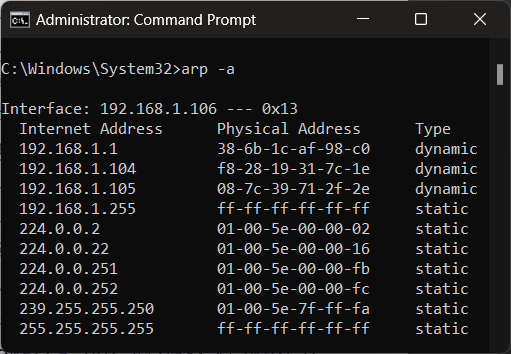 Administrator: Command Prompt
C:\Windows\System32>arp -a
Interface: 192.168.1.106 --- 0x13
Internet Address Physical Address Type
192.168.1.1 38-6b-1c-af-98-c0 dynamic
192.168.1.104 f8-28-19-31-7c-1e dynamic
192.168.1.105 08-7c-39-71-2f-2e dynamic
192.168.1.255 ff-ff-ff-ff-ff-ff static
224.0.0.2 01-00-5e-00-00-02 static
224.0.0.22 01-00-5e-00-00-16 static
224.0.0.251 01-00-5e-00-00-fb static
224.0.0.252 01-00-5e-00-00-fc static
239.255.255.250 01-00-5e-7f-ff-fa static
255.255.255.255 ff-ff-ff-ff-ff-ff static